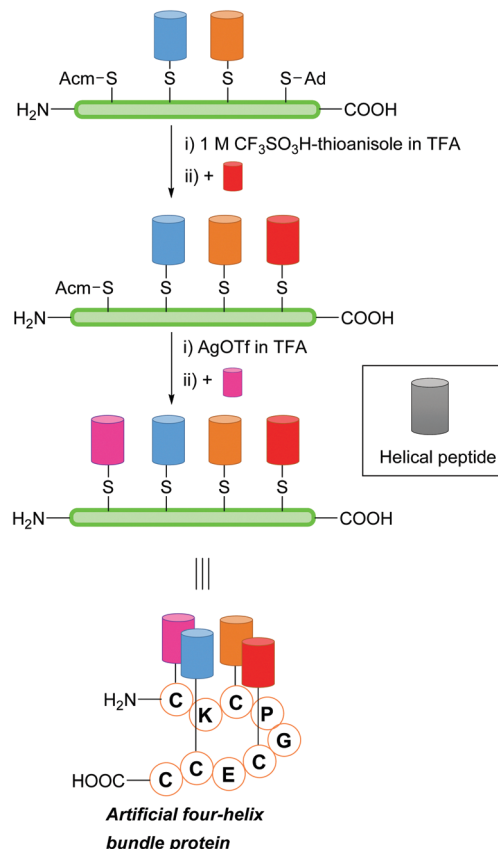 Acm–S S S S–Ad
H₂N COOH
i) 1 M CF₃SO₃H-thioanisole in TFA
ii) +
Acm–S S S S
H₂N COOH
i) AgOTf in TFA
ii) +
Helical peptide
S S S S
H₂N COOH
H₂N C K C P G
HOOC C C E C
Artificial four-helix
bundle protein